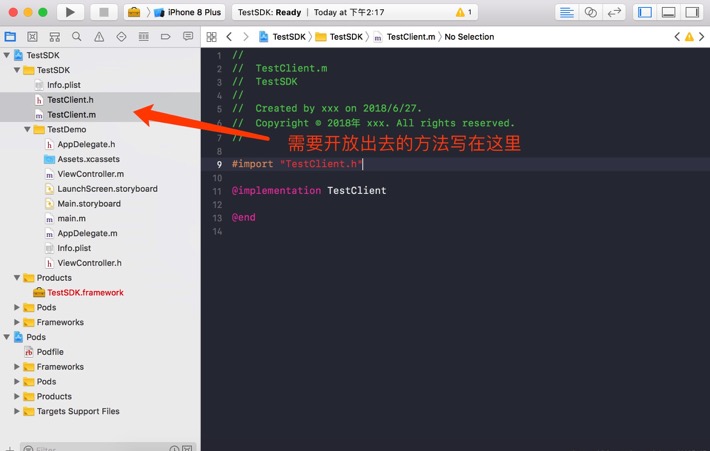 iPhone 8 Plus
TestSDK: Ready | Today at 下午2:17
1
TestSDK
TestSDK
TestClient.m
No Selection
TestSDK
TestSDK
Info.plist
TestClient.h
TestClient.m
TestDemo
AppDelegate.h
Assets.xcassets
ViewController.m
LaunchScreen.storyboard
Main.storyboard
main.m
AppDelegate.m
Info.plist
ViewController.h
Products
TestSDK.framework
Pods
Frameworks
Pods
Podfile
Frameworks
Pods
Products
Targets Support Files
Filter
1 //
2 //  TestClient.m
3 //  TestSDK
4 //
5 //  Created by xxx on 2018/6/27.
6 //  Copyright © 2018年 xxx. All rights reserved.
7 //
需要开放出去的方法写在这里
8
9 #import "TestClient.h"
10
11 @implementation TestClient
12
13 @end
14